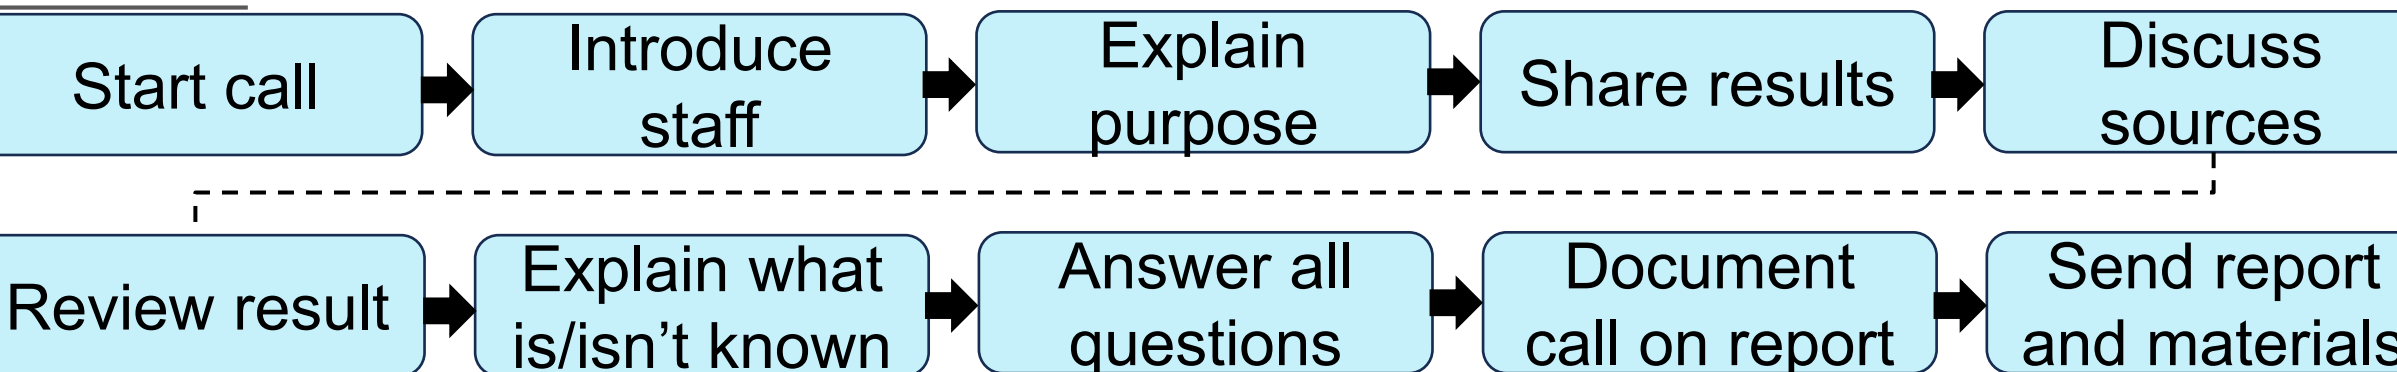 Start call
Introduce
staff
Explain
purpose
Share results
Discuss
sources
Review result
Explain what
is/isn’t known
Answer all
questions
Document
call on report
Send report
and materials